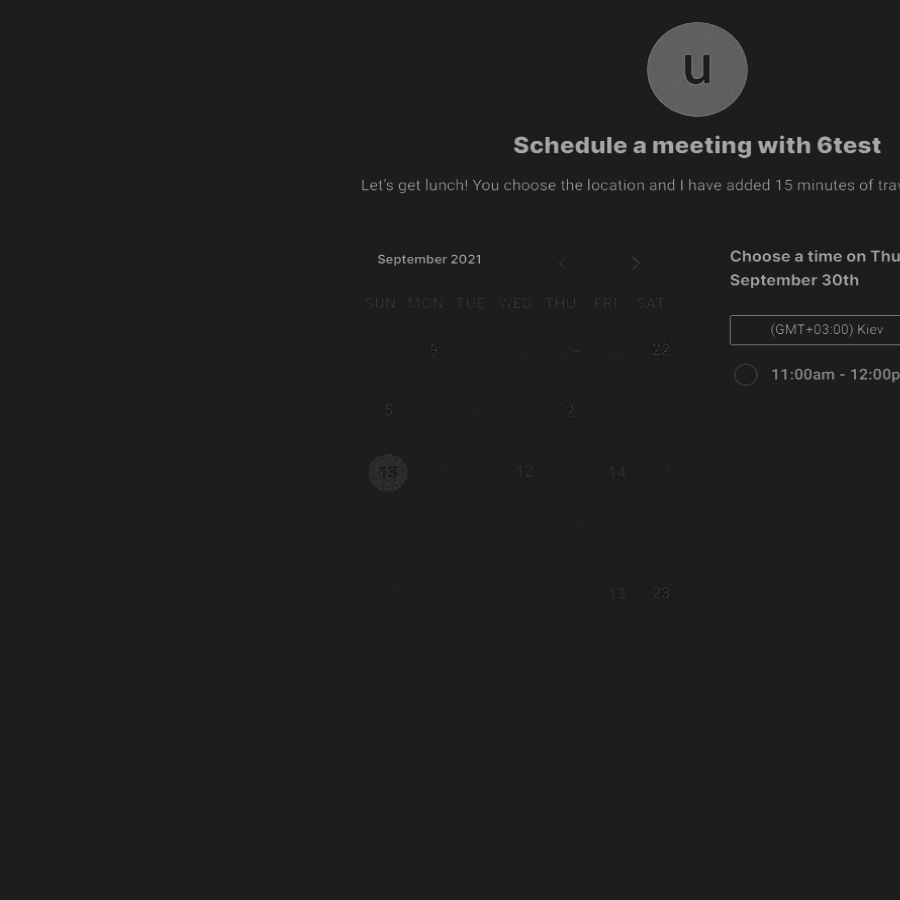 u
Schedule a meeting with 6test
Let's get lunch! You choose the location and I have added 15 minutes of
September 2021
Choose a time on
September 30th
SUN MON TUE WED THU FRI SAT
(GMT+03:00) Kiev
9 22
11:00am - 12:00p
5 2
13 12 14
13 23